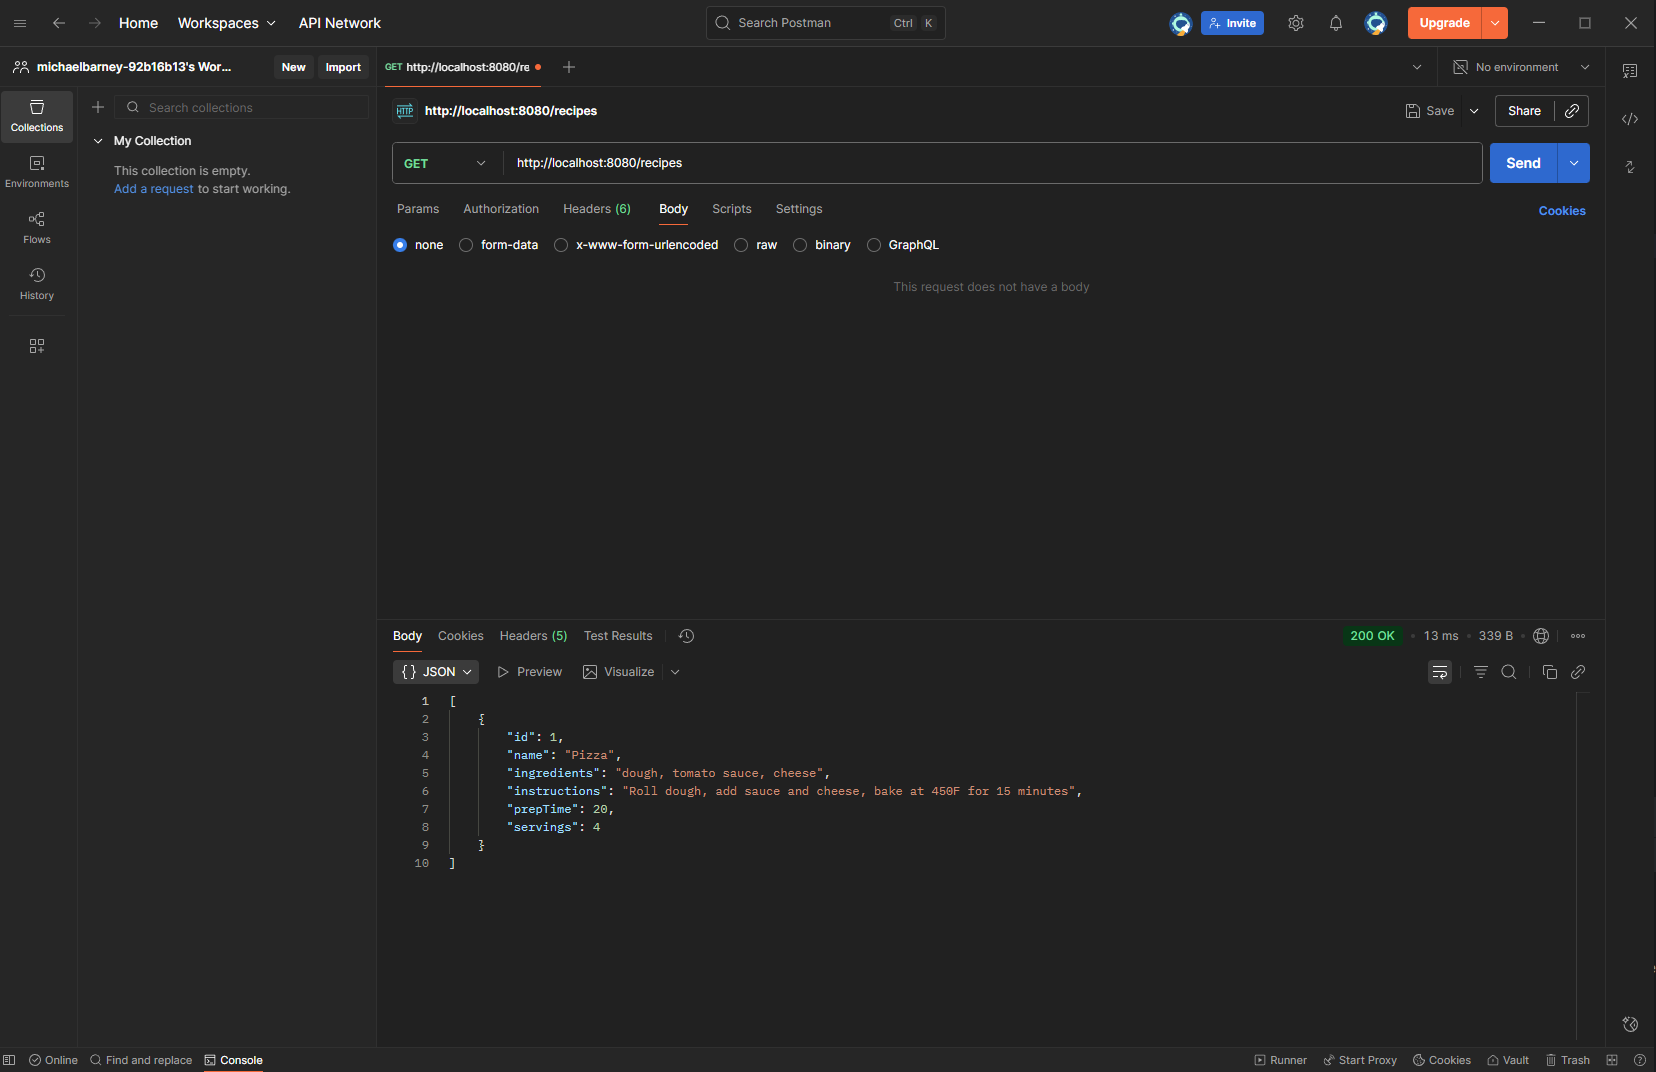 Home Workspaces API Network Search Postman Ctrl K Invite Upgrade
michaelbarney-92b16b13's Wor... New Import GET http://localhost:8080/re No environment
Search collections
Collections
My Collection
This collection is empty.
Add a request to start working.
Environments
Flows
History
HTTP http://localhost:8080/recipes Save Share
GET http://localhost:8080/recipes Send
Params Authorization Headers (6) Body Scripts Settings Cookies
none form-data x-www-form-urlencoded raw binary GraphQL
This request does not have a body
Body Cookies Headers (5) Test Results 200 OK • 13 ms • 339 B •
{} JSON Preview Visualize
1 [
2 {
3 "id": 1,
4 "name": "Pizza",
5 "ingredients": "dough, tomato sauce, cheese",
6 "instructions": "Roll dough, add sauce and cheese, bake at 450F for 15 minutes",
7 "prepTime": 20,
8 "servings": 4
9 }
10 ]
Online Find and replace Console Runner Start Proxy Cookies Vault Trash